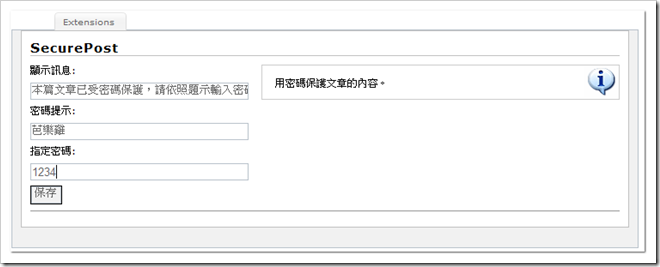 Extensions
SecurePost
顯示訊息:
本篇文章已受密碼保護，請依照題示輸入密
用密碼保護文章的內容。
密碼提示:
芭樂雞
指定密碼:
1234
保存